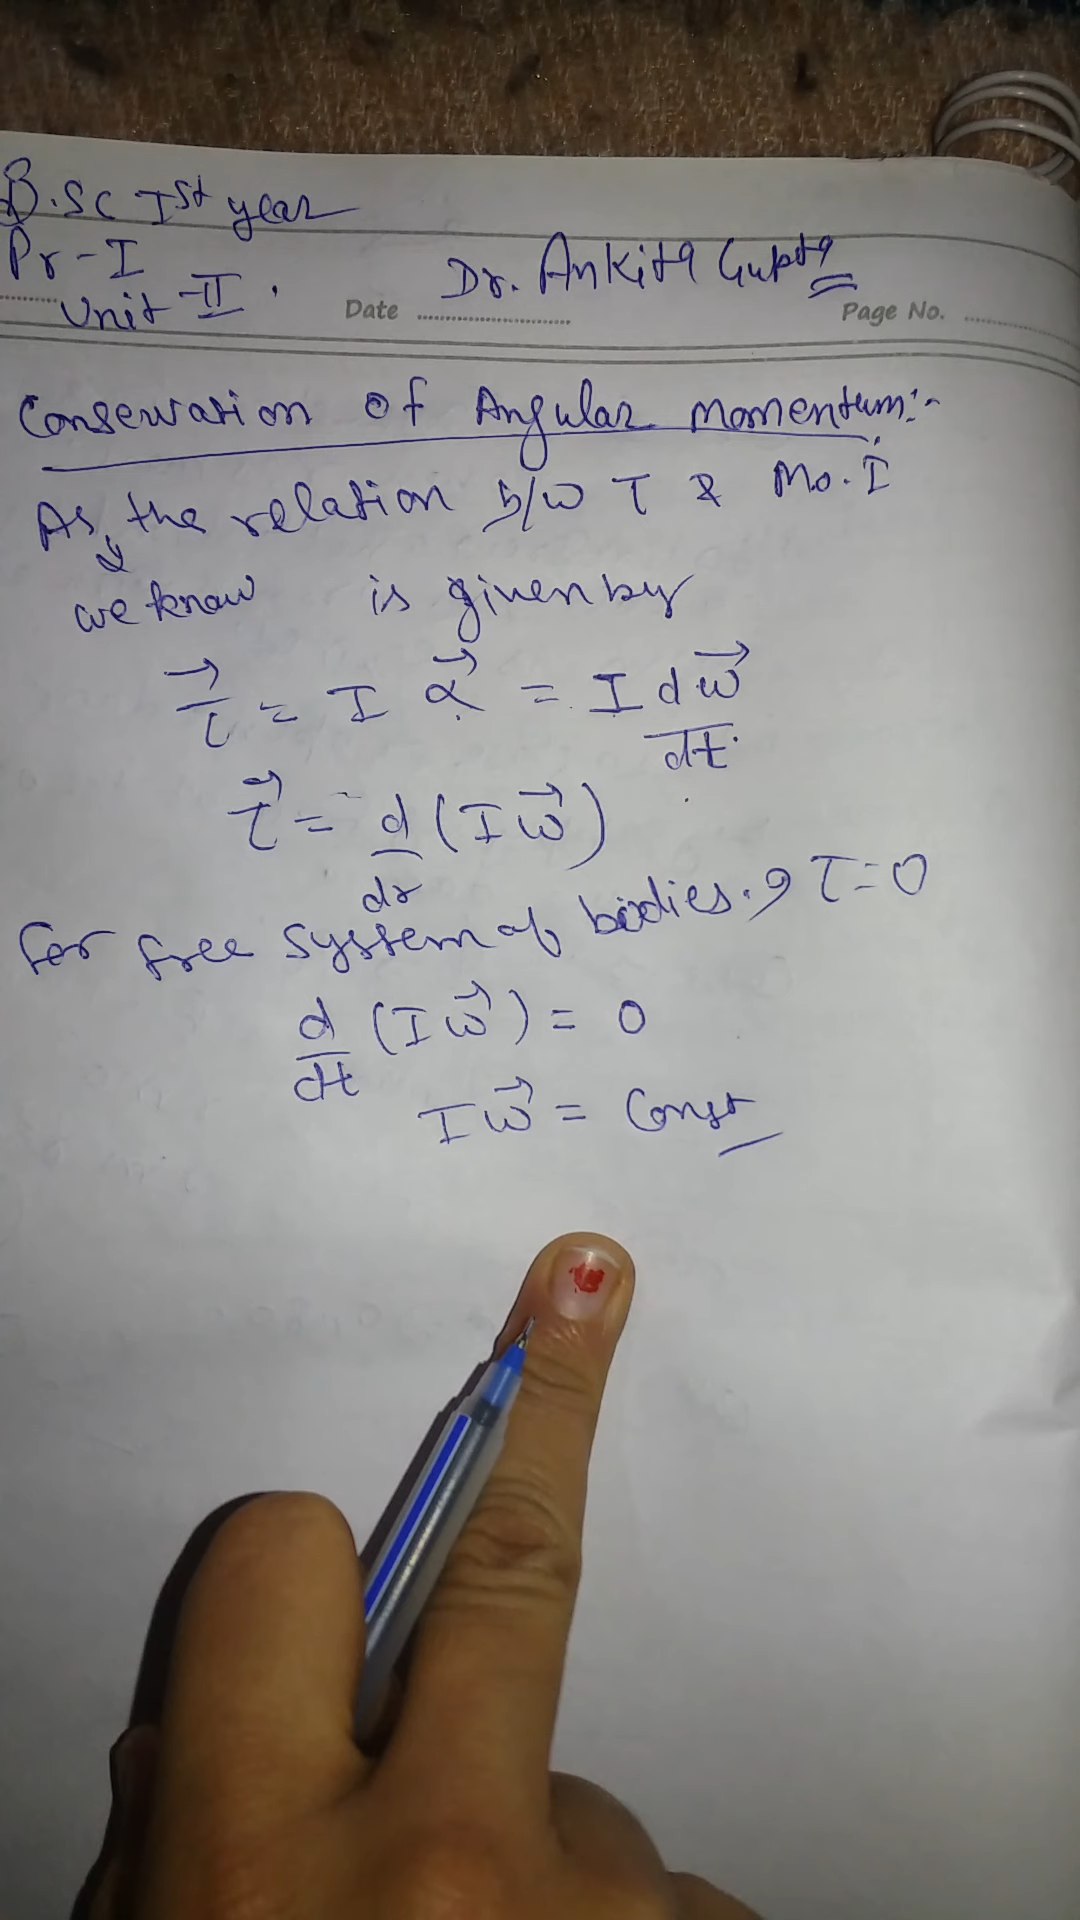 B.Sc Ist year
Pr-I
Unit-II.
Dr. Ankita Gupta
Date ............................
Page No. ................
Conservation of Angular momentum:-
As the relation b/w τ & Mo.I
we know is given by
τ⃗ = I α⃗ = I dω⃗/dt
τ⃗ = d/dr (Iω⃗)
for free system of bodies., τ=0
d/dt (Iω⃗) = 0
Iω⃗ = Const